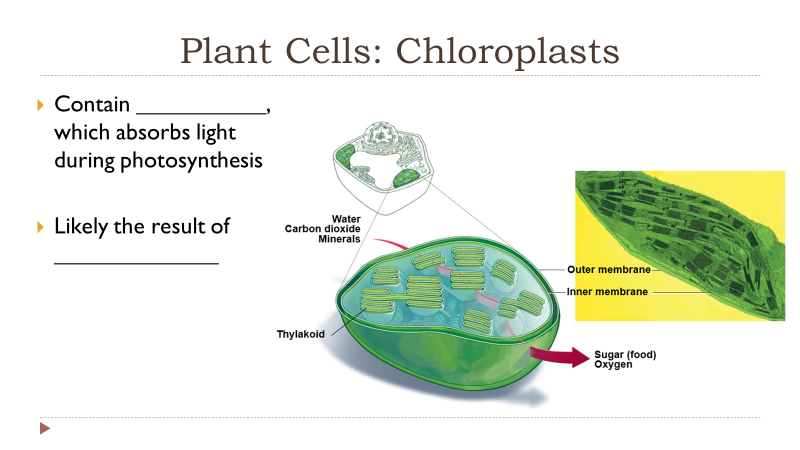 Plant Cells: Chloroplasts
Contain ___________,
which absorbs light
during photosynthesis
Likely the result of
______________
Water
Carbon dioxide
Minerals
Outer membrane
Inner membrane
Thylakoid
Sugar (food)
Oxygen